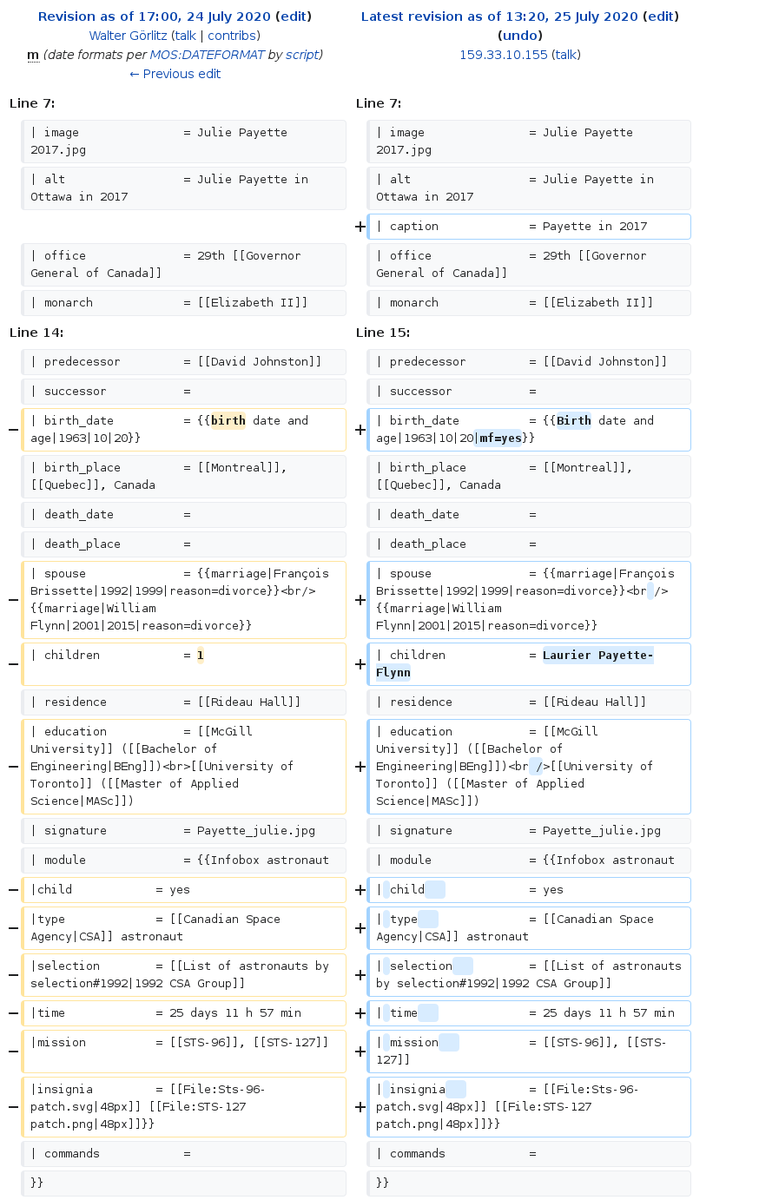 Revision as of 17:00, 24 July 2020 (edit)
Walter Görlitz (talk | contribs)
m (date formats per MOS:DATEFORMAT by script)
← Previous edit
Latest revision as of 13:20, 25 July 2020 (edit)
(undo)
159.33.10.155 (talk)
Line 7:
Line 7:
| image = Julie Payette
2017.jpg
| image = Julie Payette
2017.jpg
| alt = Julie Payette in
Ottawa in 2017
| alt = Julie Payette in
Ottawa in 2017
+ | caption = Payette in 2017
| office = 29th [[Governor
General of Canada]]
| office = 29th [[Governor
General of Canada]]
| monarch = [[Elizabeth II]]
| monarch = [[Elizabeth II]]
Line 14:
Line 15:
| predecessor = [[David Johnston]]
| predecessor = [[David Johnston]]
| successor =
| successor =
− | birth_date = {{birth date and
age|1963|10|20}}
+ | birth_date = {{Birth date and
age|1963|10|20|mf=yes}}
| birth_place = [[Montreal]],
[[Quebec]], Canada
| birth_place = [[Montreal]],
[[Quebec]], Canada
| death_date =
| death_date =
| death_place =
| death_place =
− | spouse = {{marriage|François
Brissette|1992|1999|reason=divorce}}<br/>
{{marriage|William
Flynn|2001|2015|reason=divorce}}
+ | spouse = {{marriage|François
Brissette|1992|1999|reason=divorce}}<br />
{{marriage|William
Flynn|2001|2015|reason=divorce}}
− | children = 1
+ | children = Laurier Payette-
Flynn
| residence = [[Rideau Hall]]
| residence = [[Rideau Hall]]
− | education = [[McGill
University]] ([[Bachelor of
Engineering|BEng]])<br>[[University of
Toronto]] ([[Master of Applied
Science|MASc]])
+ | education = [[McGill
University]] ([[Bachelor of
Engineering|BEng]])<br />[[University of
Toronto]] ([[Master of Applied
Science|MASc]])
| signature = Payette_julie.jpg
| signature = Payette_julie.jpg
| module = {{Infobox astronaut
| module = {{Infobox astronaut
− |child = yes
+ | child = yes
− |type = [[Canadian Space
Agency|CSA]] astronaut
+ | type = [[Canadian Space
Agency|CSA]] astronaut
− |selection = [[List of astronauts by
selection#1992|1992 CSA Group]]
+ | selection = [[List of astronauts
by selection#1992|1992 CSA Group]]
− |time = 25 days 11 h 57 min
+ | time = 25 days 11 h 57 min
− |mission = [[STS-96]], [[STS-127]]
+ | mission = [[STS-96]], [[STS-
127]]
− |insignia = [[File:Sts-96-
patch.svg|48px]] [[File:STS-127
patch.png|48px]]}}
+ | insignia = [[File:Sts-96-
patch.svg|48px]] [[File:STS-127
patch.png|48px]]}}
| commands =
| commands =
}}
}}